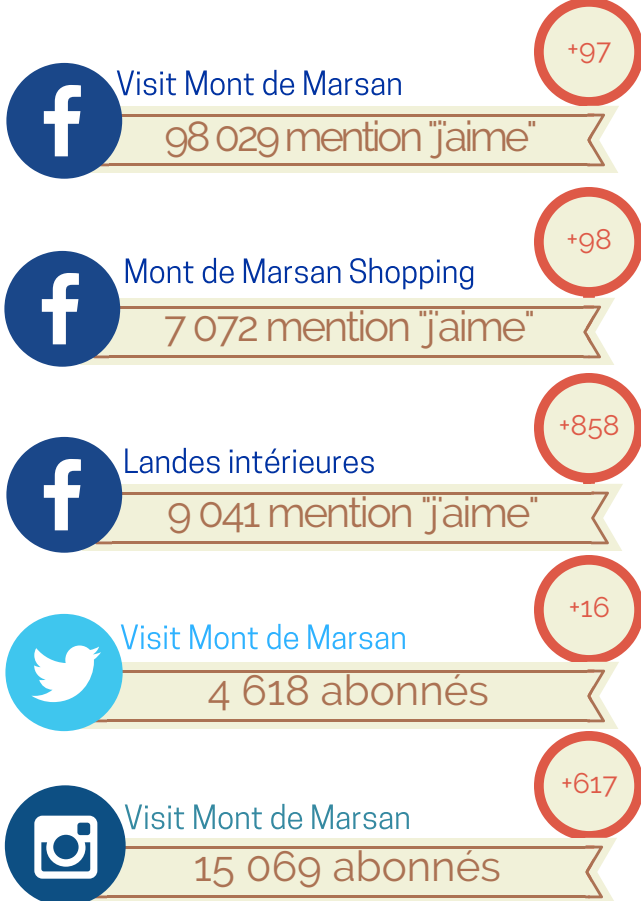 +97
Visit Mont de Marsan
98 029 mention "j'aime"
+98
Mont de Marsan Shopping
7 072 mention "j'aime"
+858
Landes intérieures
9 041 mention "j'aime"
+16
Visit Mont de Marsan
4 618 abonnés
+617
Visit Mont de Marsan
15 069 abonnés